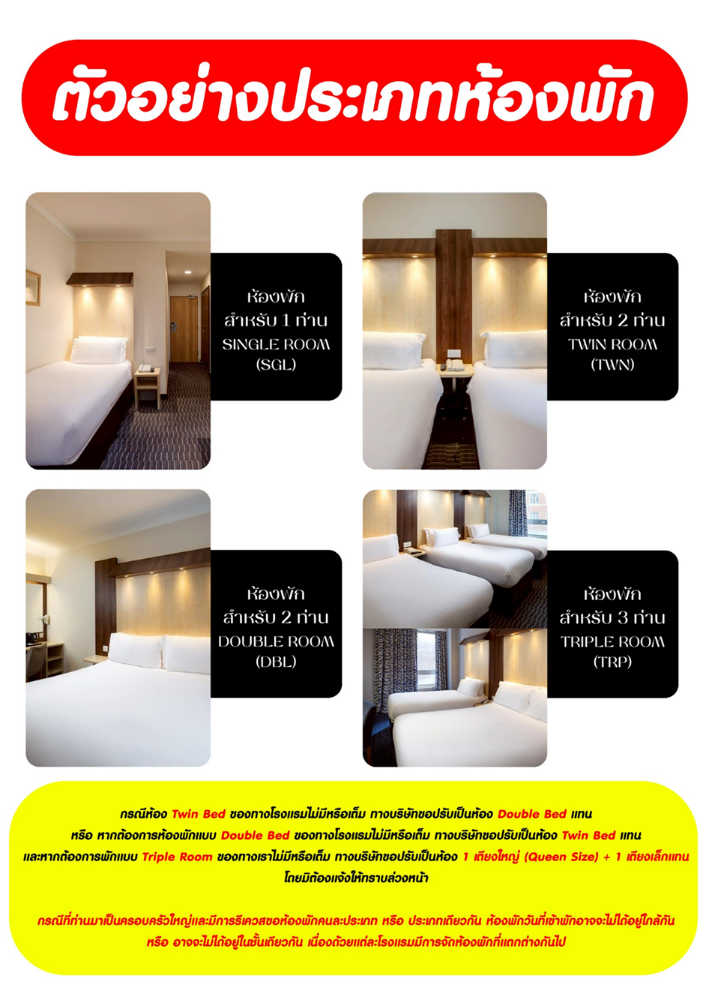 ตัวอย่างประเภทห้องพัก
ห้องพัก
สำหรับ 1 ท่าน
SINGLE ROOM
(SGL)
ห้องพัก
สำหรับ 2 ท่าน
TWIN ROOM
(TWN)
ห้องพัก
สำหรับ 2 ท่าน
DOUBLE ROOM
(DBL)
ห้องพัก
สำหรับ 3 ท่าน
TRIPLE ROOM
(TRP)
กรณีห้อง Twin Bed ของทางโรงแรมไม่มีหรือเต็ม ทางบริษัทขอปรับเป็นห้อง Double Bed แทน
หรือ หากต้องการห้องพักแบบ Double Bed ของทางโรงแรมไม่มีหรือเต็ม ทางบริษัทขอปรับเป็นห้อง Twin Bed แทน
และหากต้องการพักแบบ Triple Room ของทางเราไม่มีหรือเต็ม ทางบริษัทขอปรับเป็นห้อง 1 เตียงใหญ่ (Queen Size) + 1 เตียงเล็กแทน
โดยมิต้องแจ้งให้ทราบล่วงหน้า
กรณีที่ท่านมาเป็นครอบครัวใหญ่และมีการรีเควสขอห้องพักคนละประเภท หรือ ประเภทเดียวกัน ห้องพักวันที่เข้าพักอาจจะไม่ได้อยู่ใกล้กัน
หรือ อาจจะไม่ได้อยู่ในชั้นเดียวกัน เนื่องด้วยแต่ละโรงแรมมีการจัดห้องพักที่แตกต่างกันไป